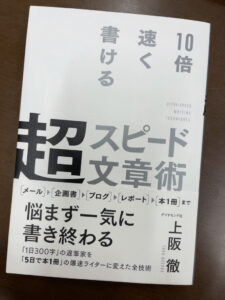 10倍
速く
書ける
HYPER-SPEED
WRITING
TECHNIQUES
超スピード
文章術
メール▶企画書▶ブログ▶レポート▶本1冊まで
悩まず一気に
書き終わる
「1日300字」の遅筆家を
「5日で本1冊」の爆速ライターに変えた全技術
ダイヤモンド社
上阪 徹